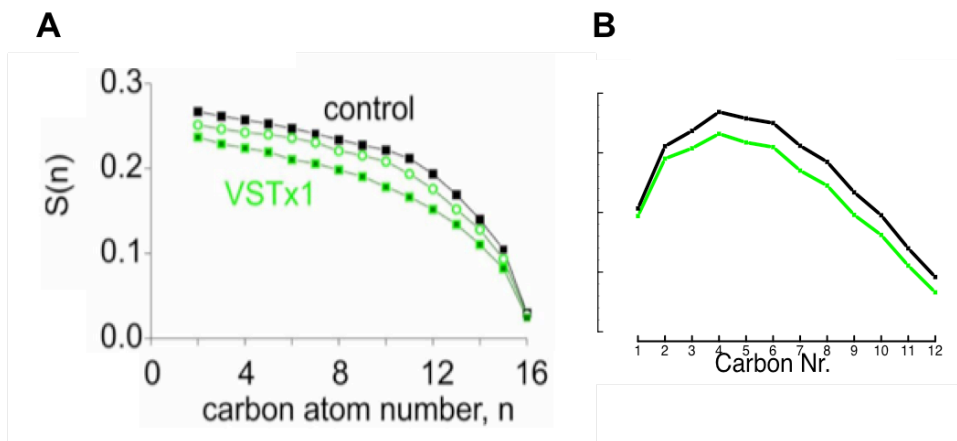 A
B
0.3
0.2
0.1
0.0
S(n)
control
VSTx1
0 4 8 12 16
carbon atom number, n
1 2 3 4 5 6 7 8 9 10 11 12
Carbon Nr.